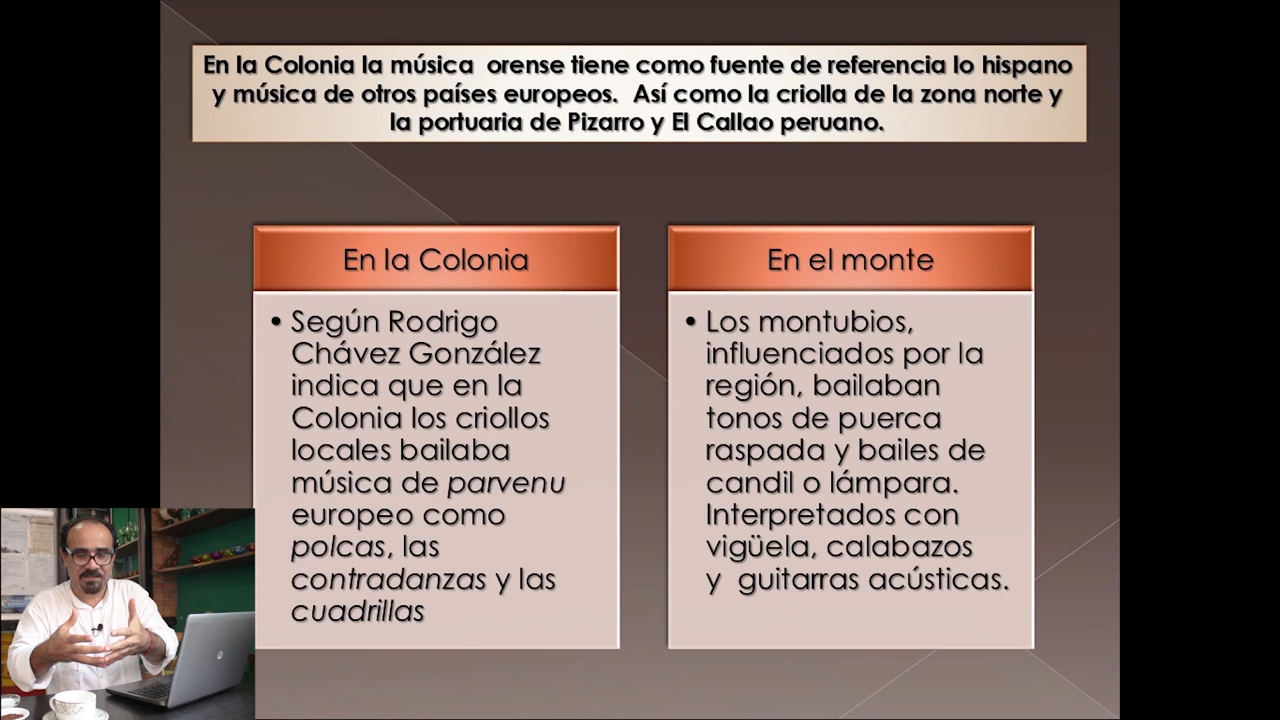 En la Colonia la música  orense tiene como fuente de referencia lo hispano
y música de otros países europeos.  Así como la criolla de la zona norte y
la portuaria de Pizarro y El Callao peruano.
En la Colonia
• Según Rodrigo
Chávez González
indica que en la
Colonia los criollos
locales bailaba
música de parvenu
europeo como
polcas, las
contradanzas y las
cuadrillas
En el monte
• Los montubios,
influenciados por la
región, bailaban
tonos de puerca
raspada y bailes de
candil o lámpara.
Interpretados con
vigüela, calabazos
y  guitarras acústicas.
hp